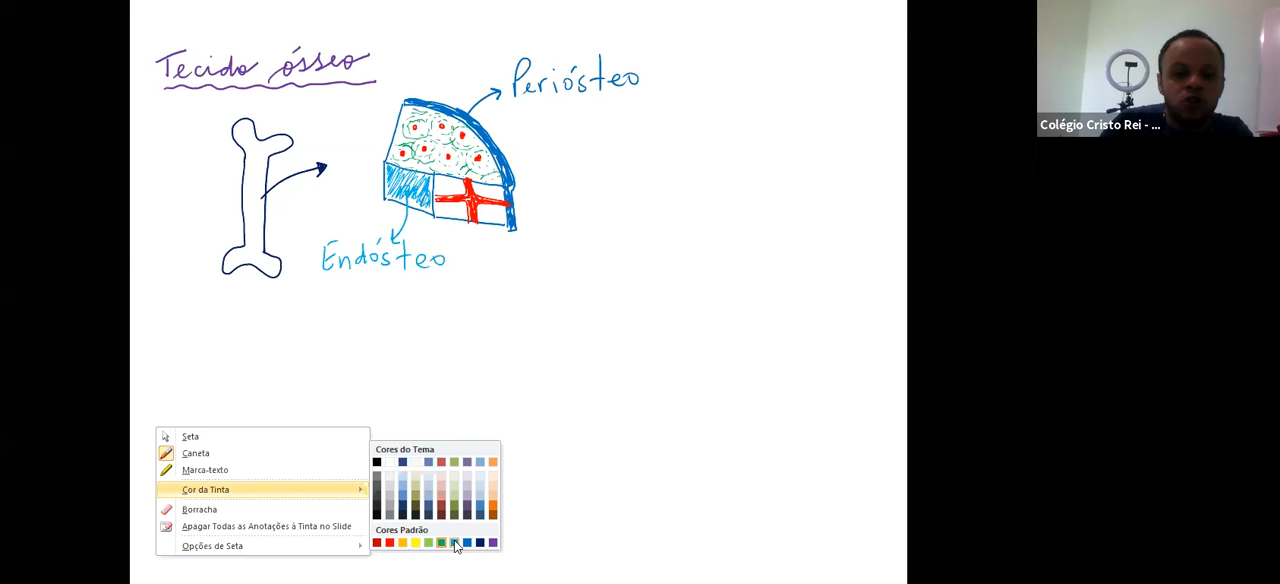 Tecido ósseo
Periósteo
Endósteo
Colégio Cristo Rei - ...
Seta
Caneta
Marca-texto
Cor da Tinta
Borracha
Apagar Todas as Anotações à Tinta no Slide
Opções de Seta
Cores do Tema
Cores Padrão